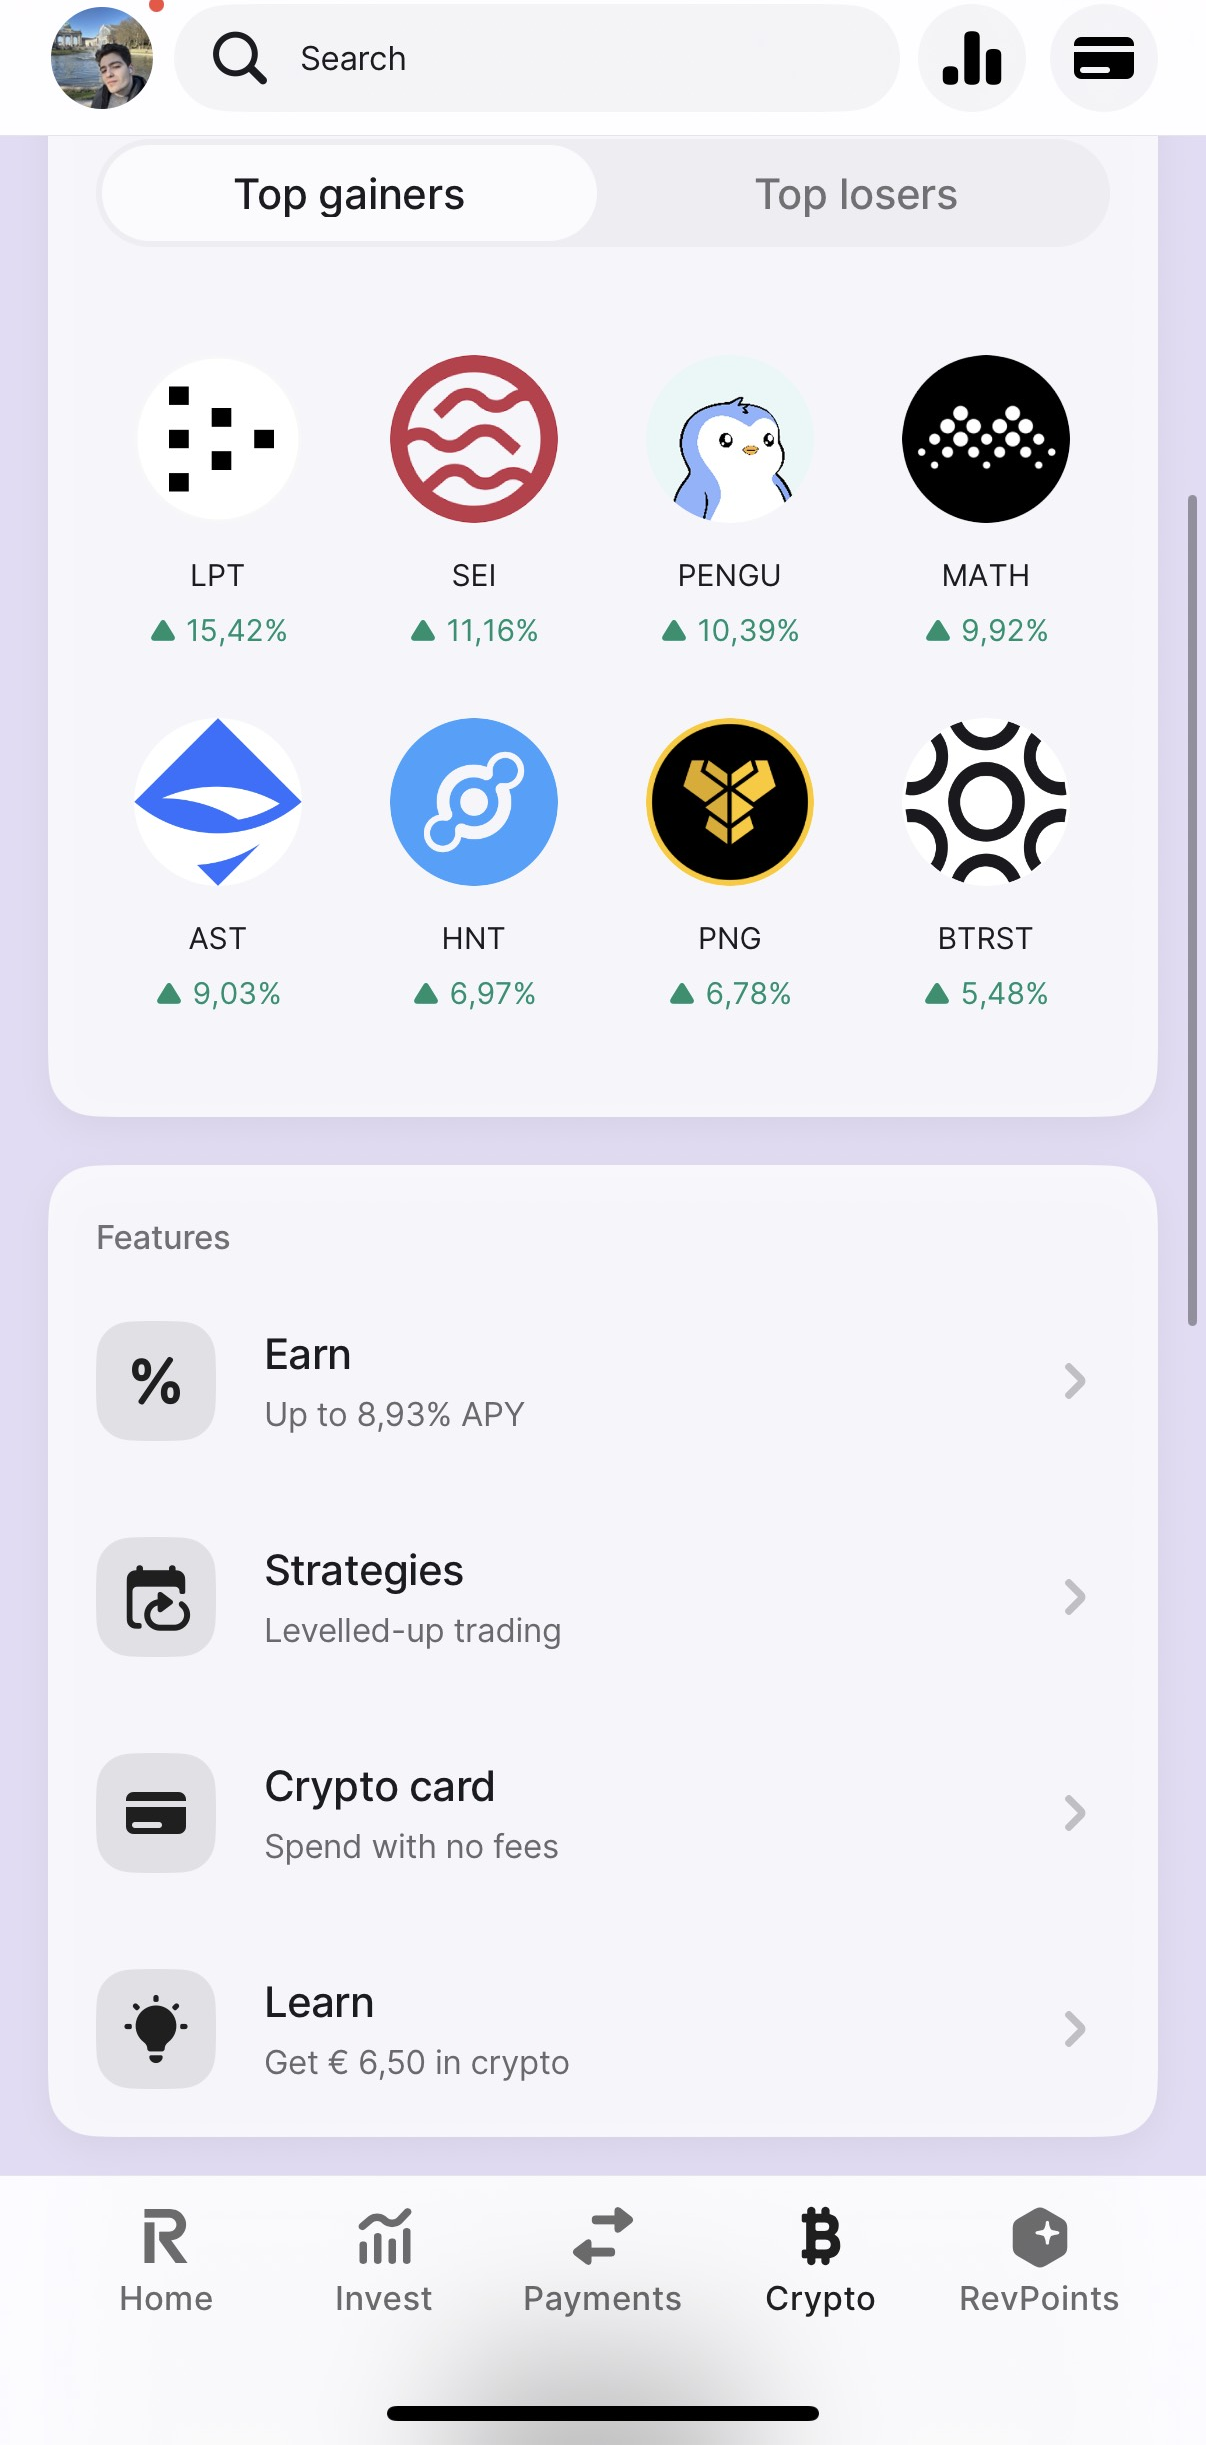 Search
Top gainers
Top losers
LPT
SEI
PENGU
MATH
15,42%
11,16%
10,39%
9,92%
AST
HNT
PNG
BTRST
9,03%
6,97%
6,78%
5,48%
Features
%
Earn
Up to 8,93% APY
Strategies
Levelled-up trading
Crypto card
Spend with no fees
Learn
Get € 6,50 in crypto
Home
Invest
Payments
Crypto
RevPoints